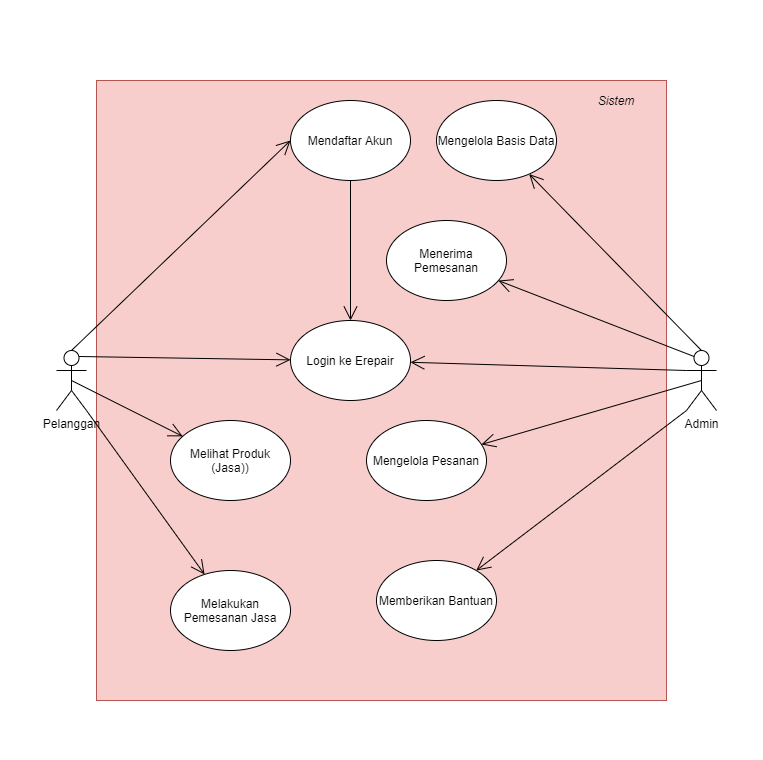 Sistem
Mendaftar Akun
Mengelola Basis Data
Menerima
Pemesanan
Login ke Erepair
Pelanggan
Admin
Melihat Produk
(Jasa))
Mengelola Pesanan
Melakukan
Pemesanan Jasa
Memberikan Bantuan